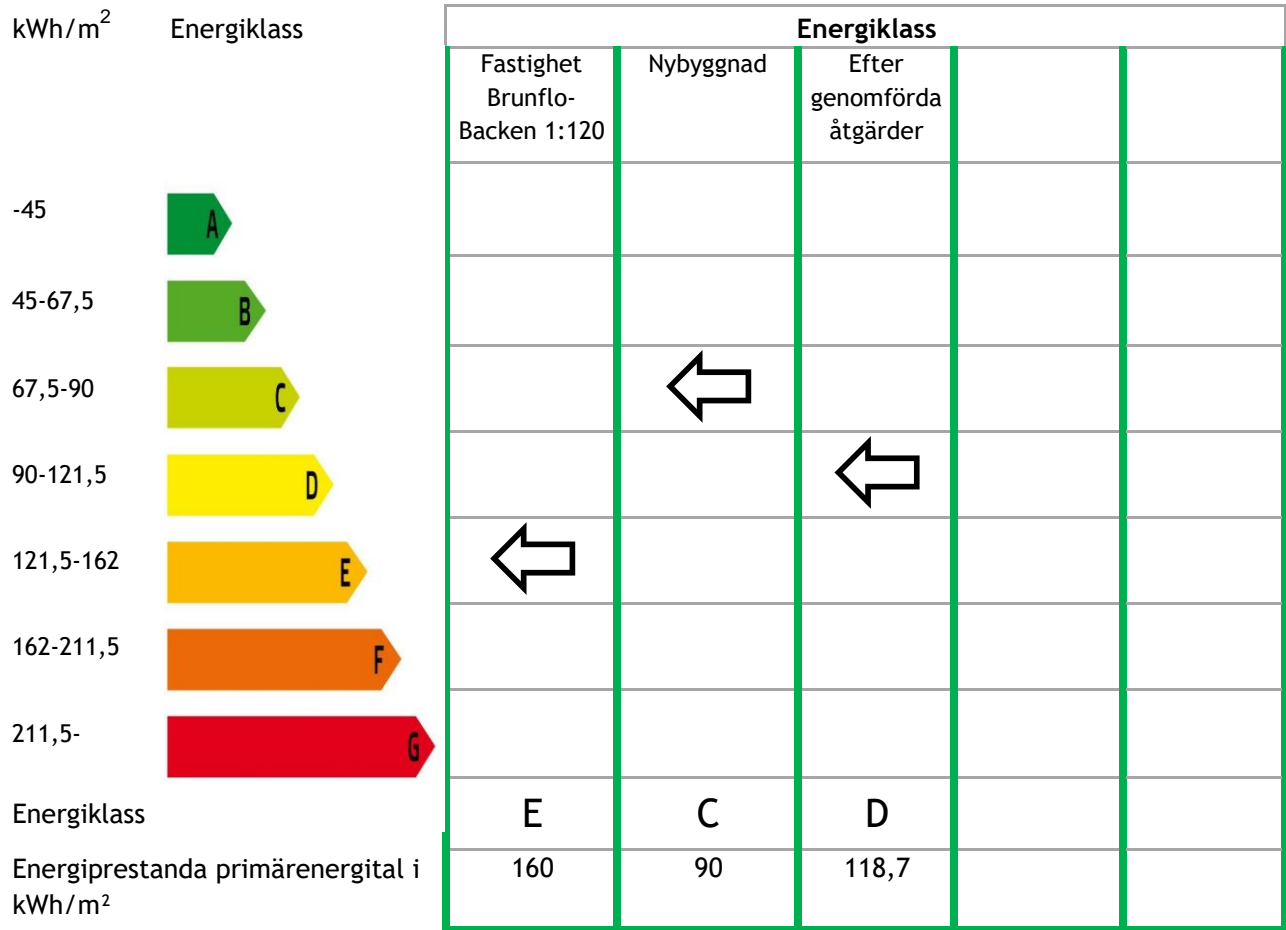 kWh/m² Energiklass Energiklass
Fastighet Nybyggnad Efter
Brunflo- genomförda
Backen 1:120 åtgärder
-45 A
45-67,5 B
67,5-90 C
90-121,5 D
121,5-162 E
162-211,5 F
211,5- G
Energiklass E C D
Energiprestanda primärenergital i 160 90 118,7
kWh/m²